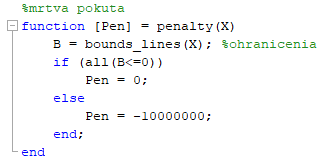 %mrtva pokuta
function [Pen] = penalty(X)
    B = bounds_lines(X); %ohranicenia
    if (all(B<=0))
        Pen = 0;
    else
        Pen = -10000000;
    end;
end